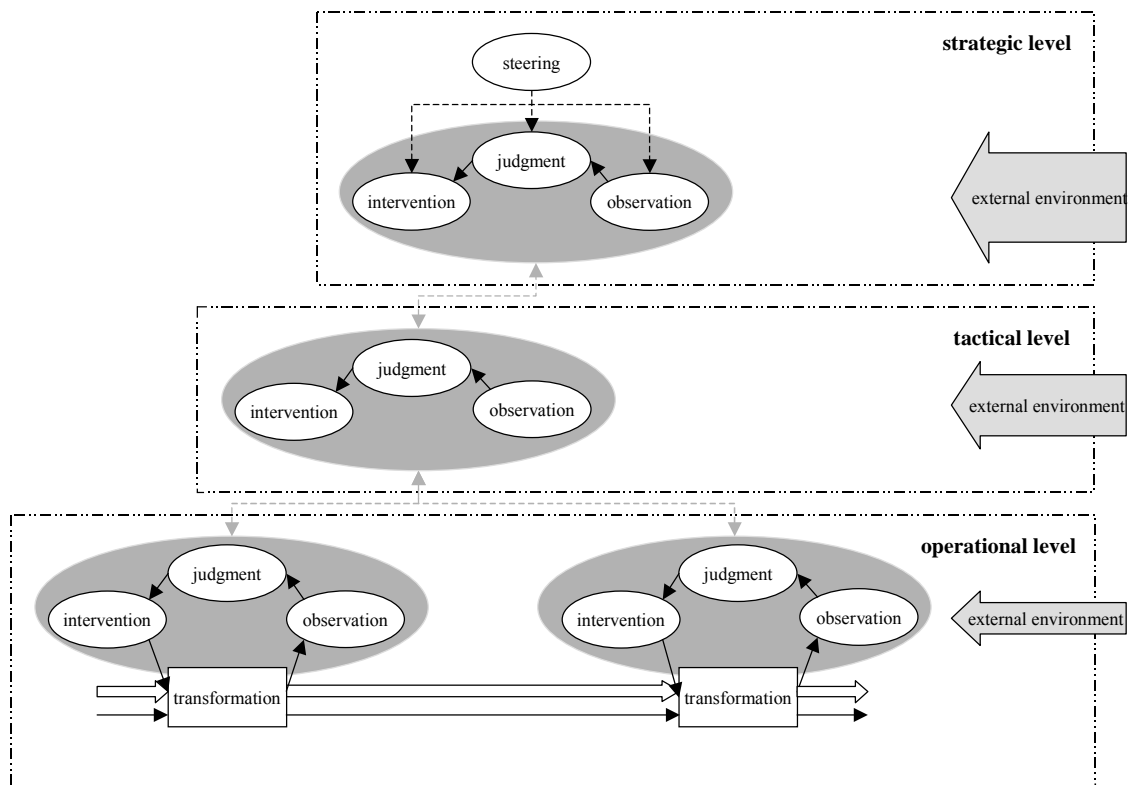 strategic level
steering
judgment
intervention
observation
external environment
tactical level
judgment
intervention
observation
external environment
operational level
judgment
intervention
observation
transformation
judgment
intervention
observation
transformation
external environment